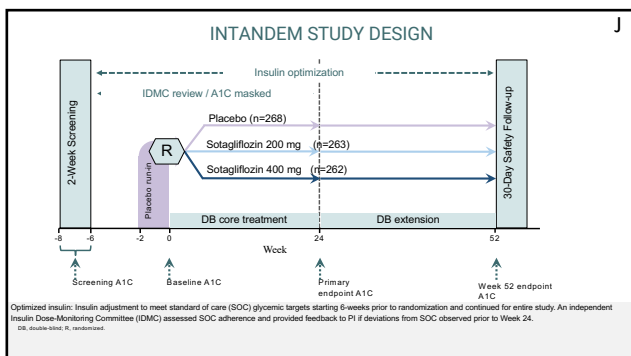 J
INTANDEM STUDY DESIGN
Insulin optimization
IDMC review / A1C masked
2-Week Screening
Placebo run-in
R
Placebo (n=268)
Sotagliflozin 200 mg (n=263)
Sotagliflozin 400 mg (n=262)
30-Day Safety Follow-up
DB core treatment
DB extension
-8 -6 -2 0 24 52
Week
Screening A1C
Baseline A1C
Primary
endpoint A1C
Week 52 endpoint
A1C
Optimized insulin: Insulin adjustment to meet standard of care (SOC) glycemic targets starting 6-weeks prior to randomization and continued for entire study. An independent
Insulin Dose-Monitoring Committee (IDMC) assessed SOC adherence and provided feedback to PI if deviations from SOC observed prior to Week 24.
DB, double-blind; R, randomized.